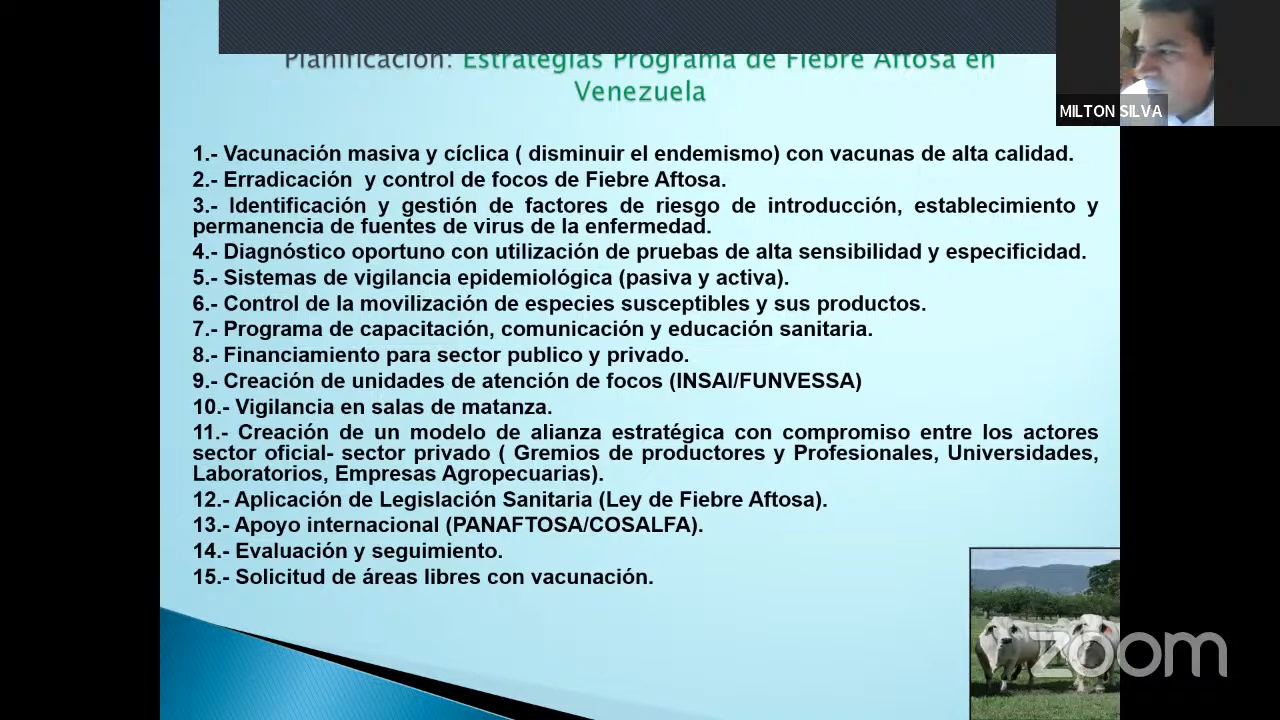 Planificación: Estrategias Programa de Fiebre Aftosa en
Venezuela
MILTON SILVA
1.- Vacunación masiva y cíclica ( disminuir el endemismo) con vacunas de alta calidad.
2.- Erradicación y control de focos de Fiebre Aftosa.
3.- Identificación y gestión de factores de riesgo de introducción, establecimiento y
permanencia de fuentes de virus de la enfermedad.
4.- Diagnóstico oportuno con utilización de pruebas de alta sensibilidad y especificidad.
5.- Sistemas de vigilancia epidemiológica (pasiva y activa).
6.- Control de la movilización de especies susceptibles y sus productos.
7.- Programa de capacitación, comunicación y educación sanitaria.
8.- Financiamiento para sector publico y privado.
9.- Creación de unidades de atención de focos (INSAI/FUNVESSA)
10.- Vigilancia en salas de matanza.
11.- Creación de un modelo de alianza estratégica con compromiso entre los actores
sector oficial- sector privado ( Gremios de productores y Profesionales, Universidades,
Laboratorios, Empresas Agropecuarias).
12.- Aplicación de Legislación Sanitaria (Ley de Fiebre Aftosa).
13.- Apoyo internacional (PANAFTOSA/COSALFA).
14.- Evaluación y seguimiento.
15.- Solicitud de áreas libres con vacunación.
zoom